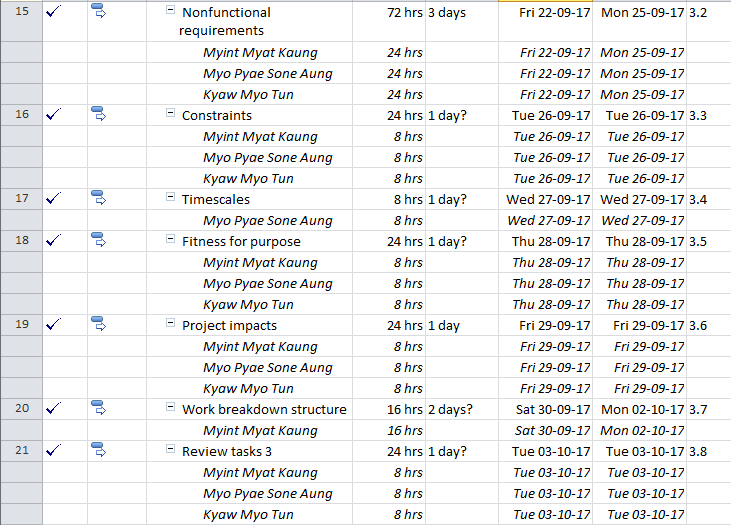 15 Nonfunctional 72 hrs 3 days Fri 22-09-17 Mon 25-09-17 3.2
requirements
Myint Myat Kaung 24 hrs Fri 22-09-17 Mon 25-09-17
Myo Pyae Sone Aung 24 hrs Fri 22-09-17 Mon 25-09-17
Kyaw Myo Tun 24 hrs Fri 22-09-17 Mon 25-09-17
16 Constraints 24 hrs 1 day? Tue 26-09-17 Tue 26-09-17 3.3
Myint Myat Kaung 8 hrs Tue 26-09-17 Tue 26-09-17
Myo Pyae Sone Aung 8 hrs Tue 26-09-17 Tue 26-09-17
Kyaw Myo Tun 8 hrs Tue 26-09-17 Tue 26-09-17
17 Timescales 8 hrs 1 day? Wed 27-09-17 Wed 27-09-17 3.4
Myo Pyae Sone Aung 8 hrs Wed 27-09-17 Wed 27-09-17
18 Fitness for purpose 24 hrs 1 day? Thu 28-09-17 Thu 28-09-17 3.5
Myint Myat Kaung 8 hrs Thu 28-09-17 Thu 28-09-17
Myo Pyae Sone Aung 8 hrs Thu 28-09-17 Thu 28-09-17
Kyaw Myo Tun 8 hrs Thu 28-09-17 Thu 28-09-17
19 Project impacts 24 hrs 1 day Fri 29-09-17 Fri 29-09-17 3.6
Myint Myat Kaung 8 hrs Fri 29-09-17 Fri 29-09-17
Myo Pyae Sone Aung 8 hrs Fri 29-09-17 Fri 29-09-17
Kyaw Myo Tun 8 hrs Fri 29-09-17 Fri 29-09-17
20 Work breakdown structure 16 hrs 2 days? Sat 30-09-17 Mon 02-10-17 3.7
Myint Myat Kaung 16 hrs Sat 30-09-17 Mon 02-10-17
21 Review tasks 3 24 hrs 1 day? Tue 03-10-17 Tue 03-10-17 3.8
Myint Myat Kaung 8 hrs Tue 03-10-17 Tue 03-10-17
Myo Pyae Sone Aung 8 hrs Tue 03-10-17 Tue 03-10-17
Kyaw Myo Tun 8 hrs Tue 03-10-17 Tue 03-10-17